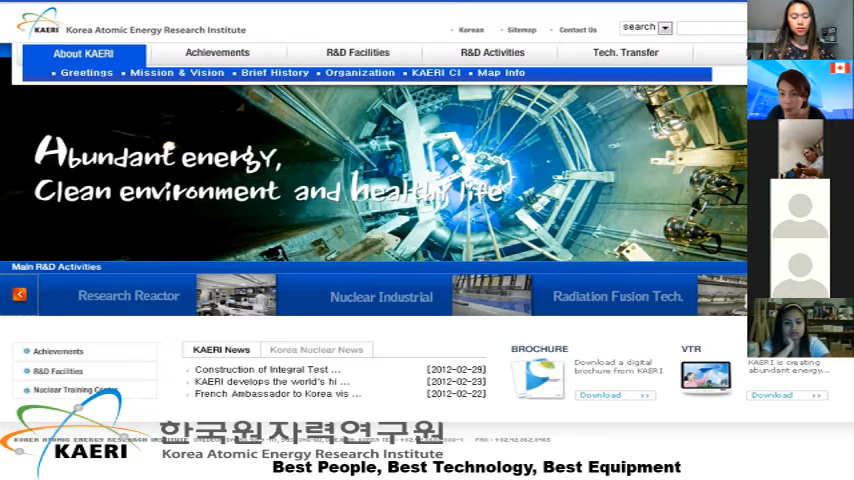 KAERI Korea Atomic Energy Research Institute
Korean Sitemap Contact Us search
About KAERI Achievements R&D Facilities R&D Activities Tech. Transfer
Greetings Mission & Vision Brief History Organization KAERI CI Map Info
Abundant energy,
Clean environment and healthy life
Main R&D Activities
Research Reactor Nuclear Industrial Radiation Fusion Tech.
Achievements
R&D Facilities
Nuclear Training
KAERI News Korea Nuclear News
Construction of Integral Test ... [2012-02-29]
KAERI develops the world's hi ... [2012-02-23]
French Ambassador to Korea vis ... [2012-02-22]
BROCHURE
Download a digital
brochure from KAERI
Download >>
VTR
KAERI is creating
abundant energy...
Download >>
KAERI
한국원자력연구원
KOREA ATOMIC ENERGY RESEARCH INSTITUTE
Korea Atomic Energy Research Institute
Best People, Best Technology, Best Equipment